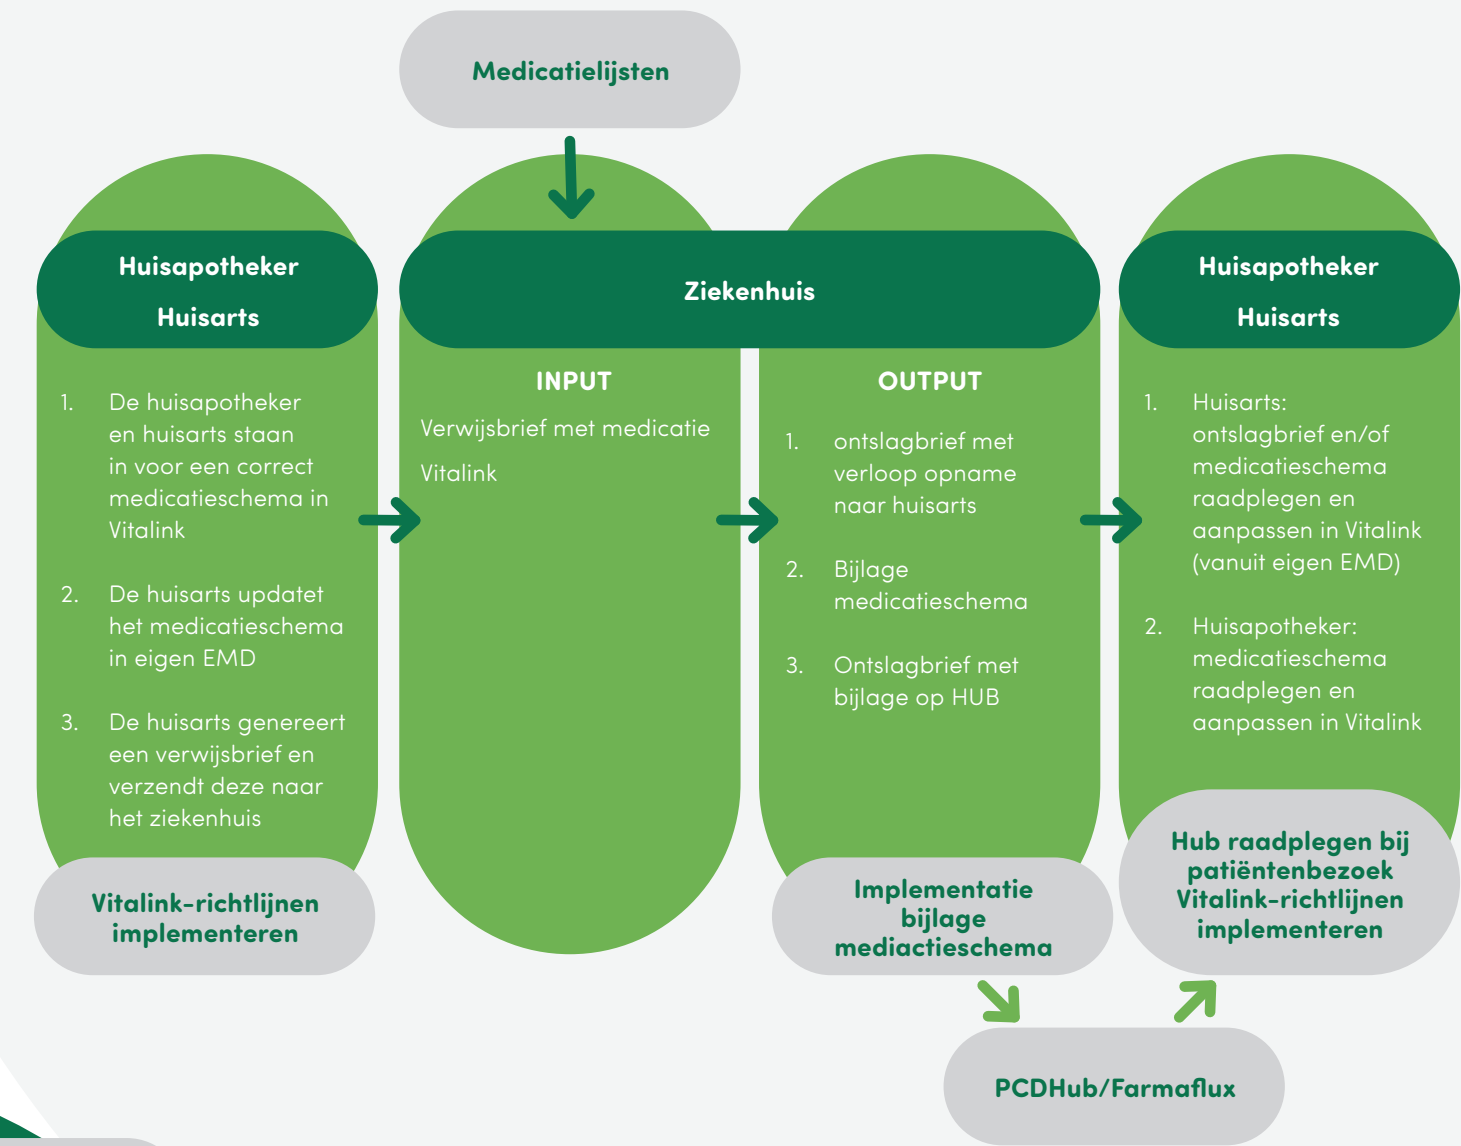 Medicatielijsten
Huisapotheker
Huisarts
1. De huisapotheker
en huisarts staan
in voor een correct
medicatieschema in
Vitalink
2. De huisarts updatet
het medicatieschema
in eigen EMD
3. De huisarts genereert
een verwijsbrief en
verzendt deze naar
het ziekenhuis
Vitalink-richtlijnen
implementeren
Ziekenhuis
INPUT
Verwijsbrief met medicatie
Vitalink
OUTPUT
1. ontslagbrief met
verloop opname
naar huisarts
2. Bijlage
medicatieschema
3. Ontslagbrief met
bijlage op HUB
Implementatie
bijlage
mediactieschema
Huisapotheker
Huisarts
1. Huisarts:
ontslagbrief en/of
medicatieschema
raadplegen en
aanpassen in Vitalink
(vanuit eigen EMD)
2. Huisapotheker:
medicatieschema
raadplegen en
aanpassen in Vitalink
Hub raadplegen bij
patiëntenbezoek
Vitalink-richtlijnen
implementeren
PCDHub/Farmaflux